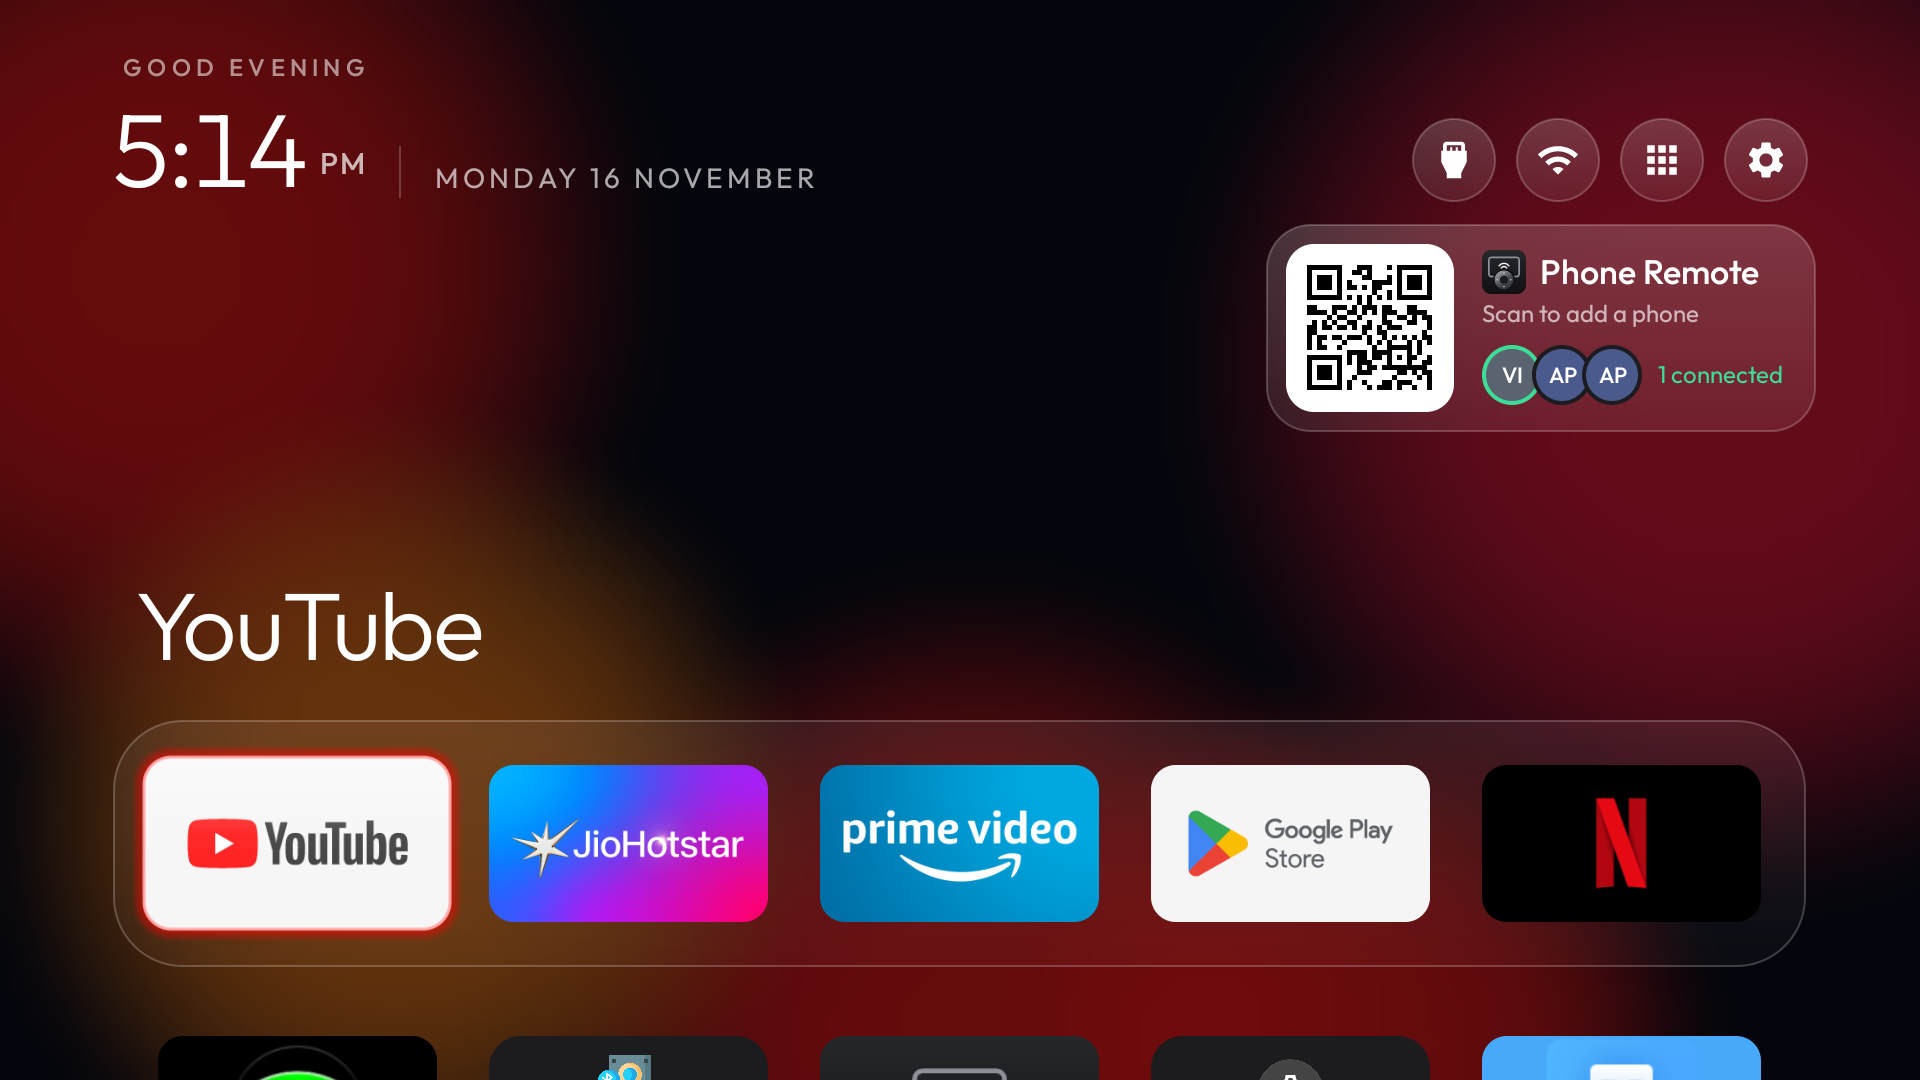 GOOD EVENING
5:14 PM
MONDAY 16 NOVEMBER
Phone Remote
Scan to add a phone
VI AP AP 1 connected
YouTube
YouTube
JioHotstar
prime video
Google Play
Store
N